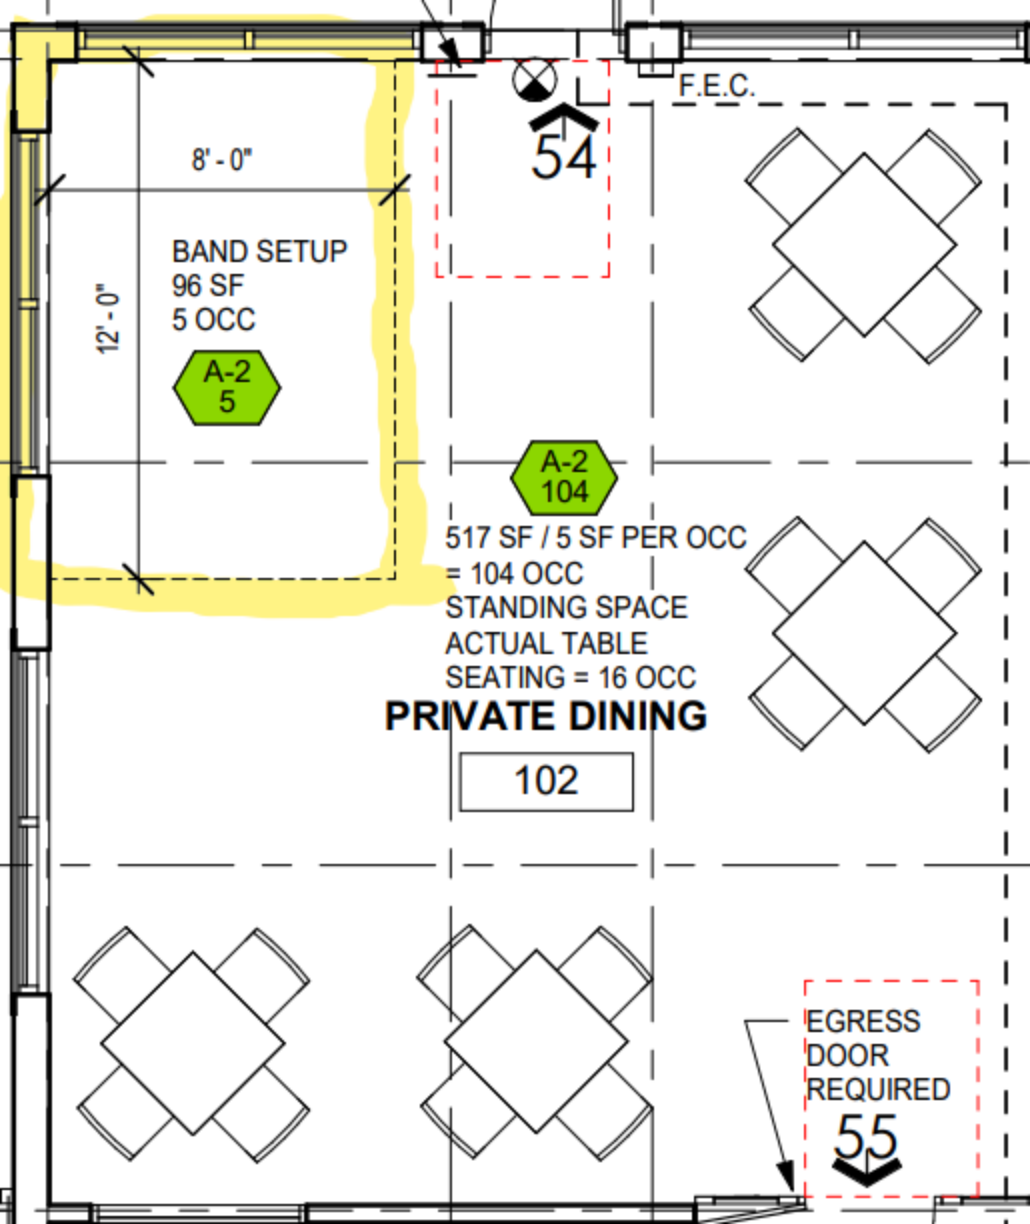 F.E.C.
54
8' - 0"
12' - 0"
BAND SETUP
96 SF
5 OCC
A-2
5
A-2
104
517 SF / 5 SF PER OCC
= 104 OCC
STANDING SPACE
ACTUAL TABLE
SEATING = 16 OCC
PRIVATE DINING
102
EGRESS
DOOR
REQUIRED
55